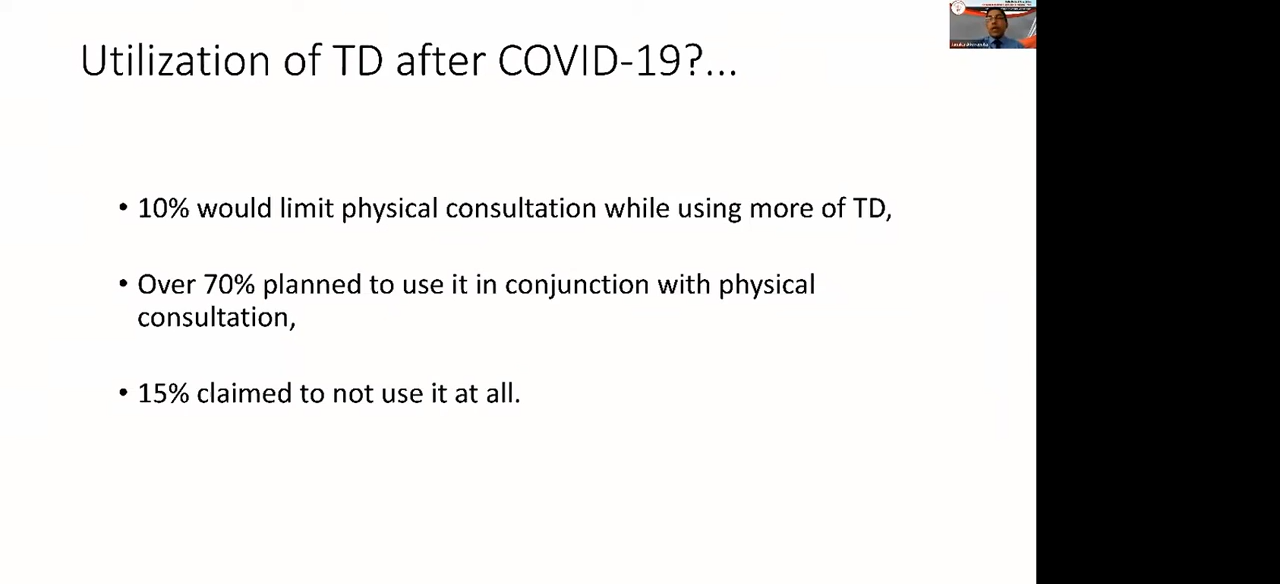 Utilization of TD after COVID-19?...
• 10% would limit physical consultation while using more of TD,
• Over 70% planned to use it in conjunction with physical
consultation,
• 15% claimed to not use it at all.